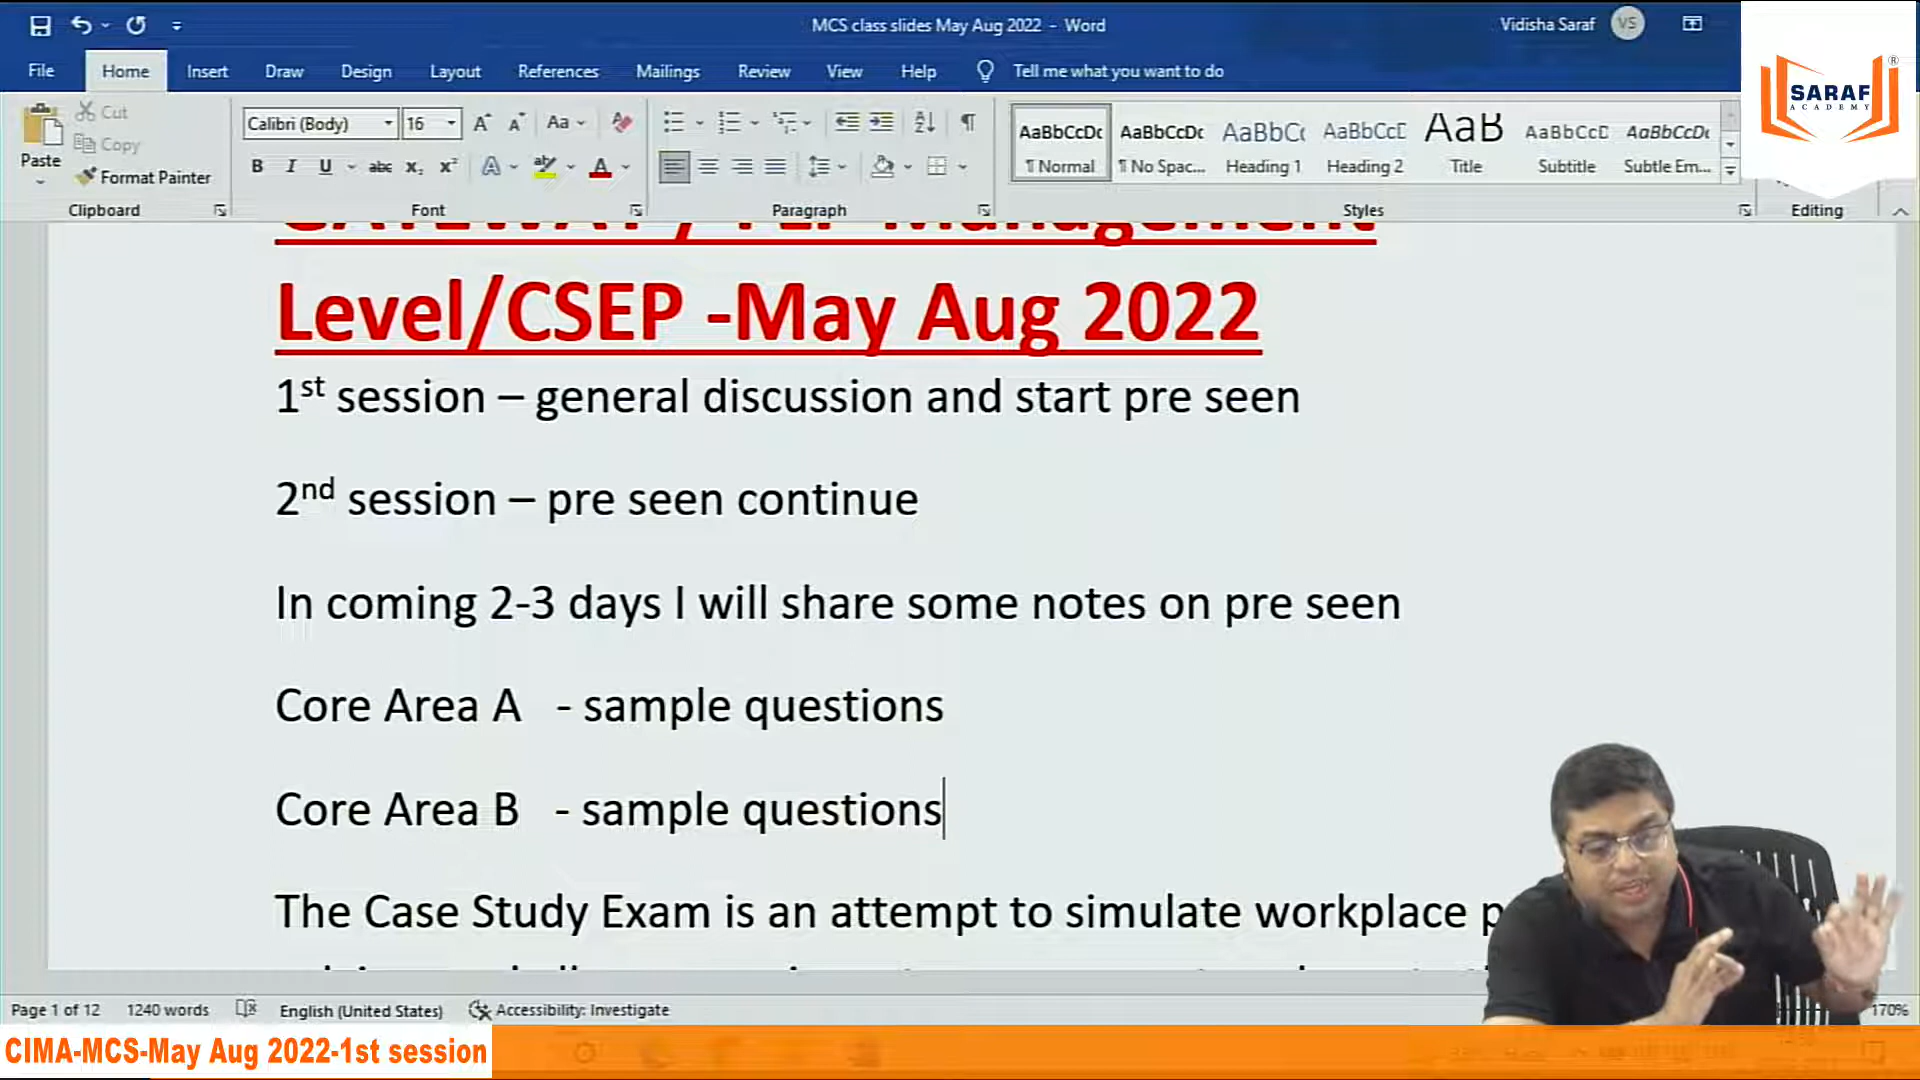 MCS class slides May Aug 2022 - Word
Vidisha Saraf VS
File Home Insert Draw Design Layout References Mailings Review View Help Tell me what you want to do
SARAF
ACADEMY
®
Paste
Cut
Copy
Format Painter
Calibri (Body) 16
AaBbCcDc AaBbCcDc AaBbC AaBbCcD AaB AaBbCcD AaBbCcDc
¶ Normal ¶ No Spac... Heading 1 Heading 2 Title Subtitle Subtle Em...
Clipboard Font Paragraph Styles Editing
Management
Level/CSEP -May Aug 2022
1st session – general discussion and start pre seen
2nd session – pre seen continue
In coming 2-3 days I will share some notes on pre seen
Core Area A - sample questions
Core Area B - sample questions
The Case Study Exam is an attempt to simulate workplace p
Page 1 of 12 1240 words English (United States) Accessibility: Investigate 170%
CIMA-MCS-May Aug 2022-1st session